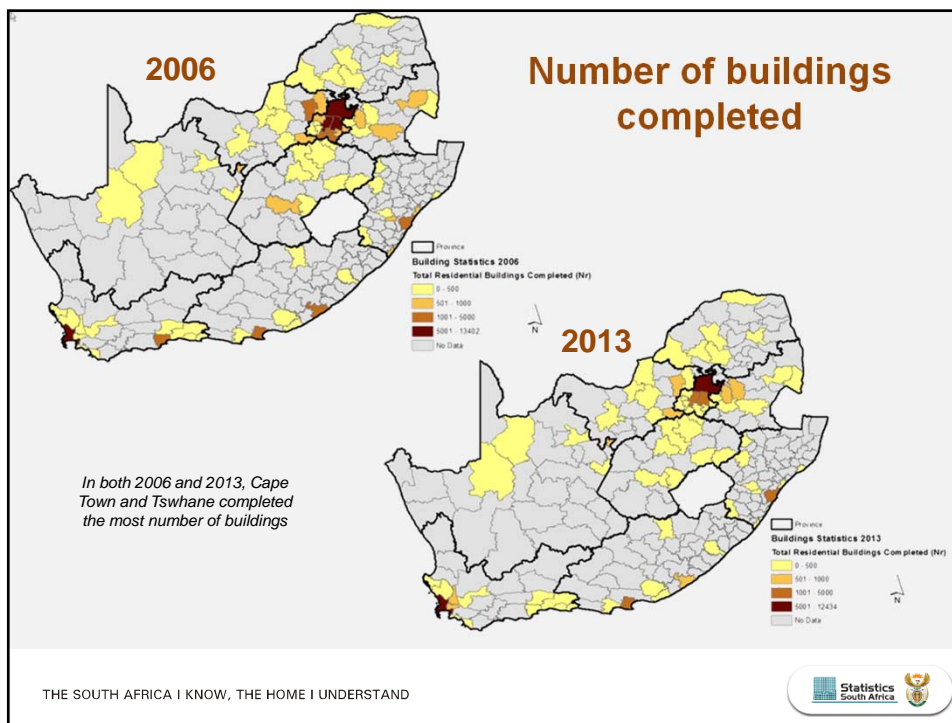 2006
Number of buildings
completed
Province
Building Statistics 2006
Total Residential Buildings Completed (Nr)
0 - 500
501 - 1000
1001 - 5000
5001 - 13402
No Data
N
2013
In both 2006 and 2013, Cape
Town and Tswhane completed
the most number of buildings
Province
Buildings Statistics 2013
Total Residential Buildings Completed (Nr)
0 - 500
501 - 1000
1001 - 5000
5001 - 12434
No Data
N
THE SOUTH AFRICA I KNOW, THE HOME I UNDERSTAND
Statistics
South Africa